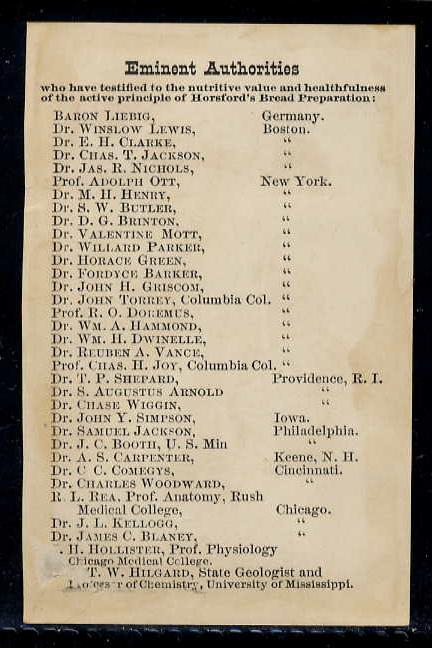 Eminent Authorities
who have testified to the nutritive value and healthfulness
of the active principle of Horsford's Bread Preparation:
BARON LIEBIG, Germany.
Dr. WINSLOW LEWIS, Boston.
Dr. E. H. CLARKE, "
Dr. CHAS. T. JACKSON, "
Dr. JAS. R. NICHOLS, "
Prof. ADOLPH OTT, New York.
Dr. M. H. HENRY, "
Dr. S. W. BUTLER, "
Dr. D. G. BRINTON, "
Dr. VALENTINE MOTT, "
Dr. WILLARD PARKER, "
Dr. HORACE GREEN, "
Dr. FORDYCE BARKER, "
Dr. JOHN H. GRISCOM, "
Dr. JOHN TORREY, Columbia Col. "
Prof. R. O. DOREMUS, "
Dr. WM. A. HAMMOND, "
Dr. WM. H. DWINELLE, "
Dr. REUBEN A. VANCE, "
Prof. CHAS. H. JOY, Columbia Col. "
Dr. T. P. SHEPARD, Providence, R. I.
Dr. S. AUGUSTUS ARNOLD "
Dr. CHASE WIGGIN, "
Dr. JOHN Y. SIMPSON, Iowa.
Dr. SAMUEL JACKSON, Philadelphia.
Dr. J. C. BOOTH, U. S. Min "
Dr. A. S. CARPENTER, Keene, N. H.
Dr. C C. COMEGYS, Cincinnati.
Dr. CHARLES WOODWARD, "
R. L. REA, Prof. Anatomy, Rush
Medical College, Chicago.
Dr. J. L. KELLOGG, "
Dr. JAMES C. BLANEY, "
. H. HOLLISTER, Prof. Physiology
Chicago Medical College.
T. W. HILGARD, State Geologist and
of Chemistry, University of Mississippi.